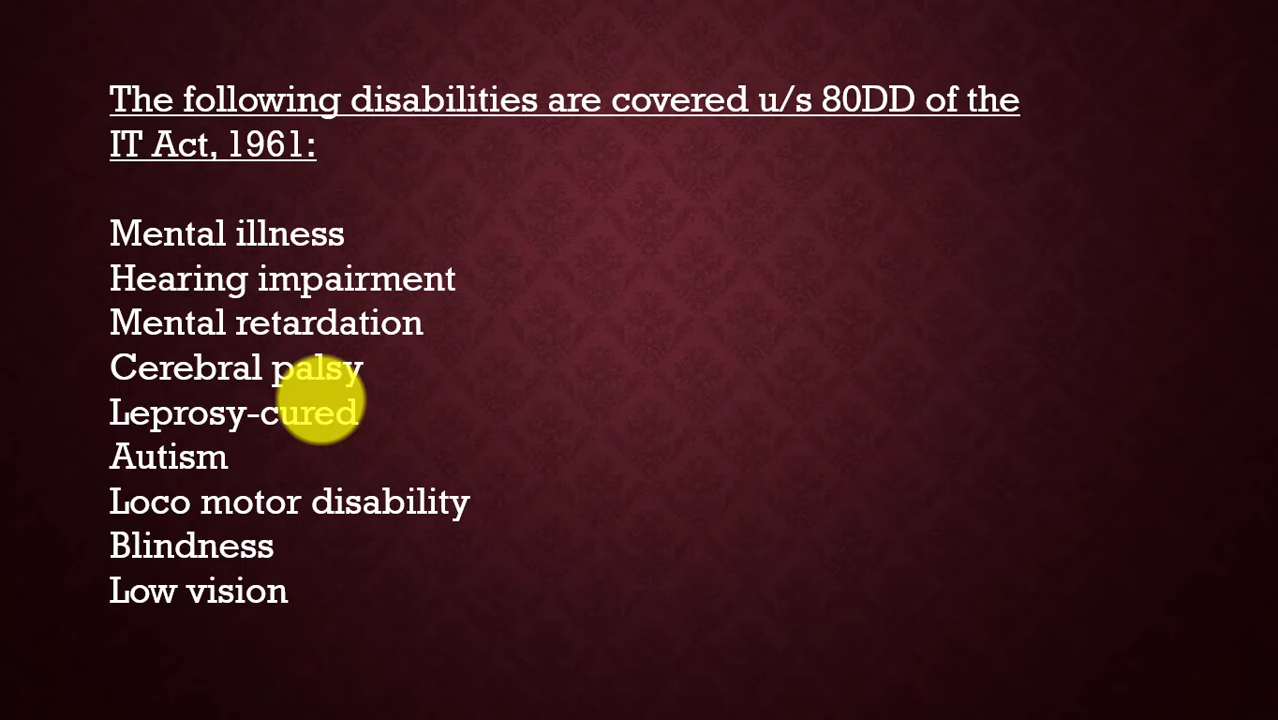 The following disabilities are covered u/s 80DD of the
IT Act, 1961:
Mental illness
Hearing impairment
Mental retardation
Cerebral palsy
Leprosy-cured
Autism
Loco motor disability
Blindness
Low vision